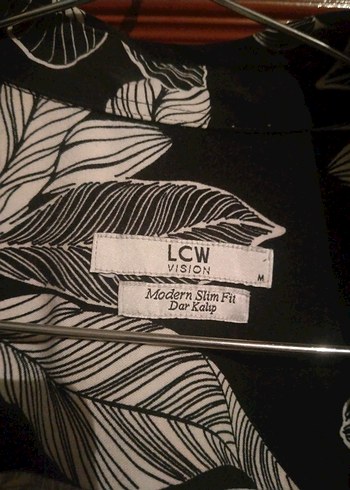 LCW
VISION
M
Modern Slim Fit
Dar Kalıp